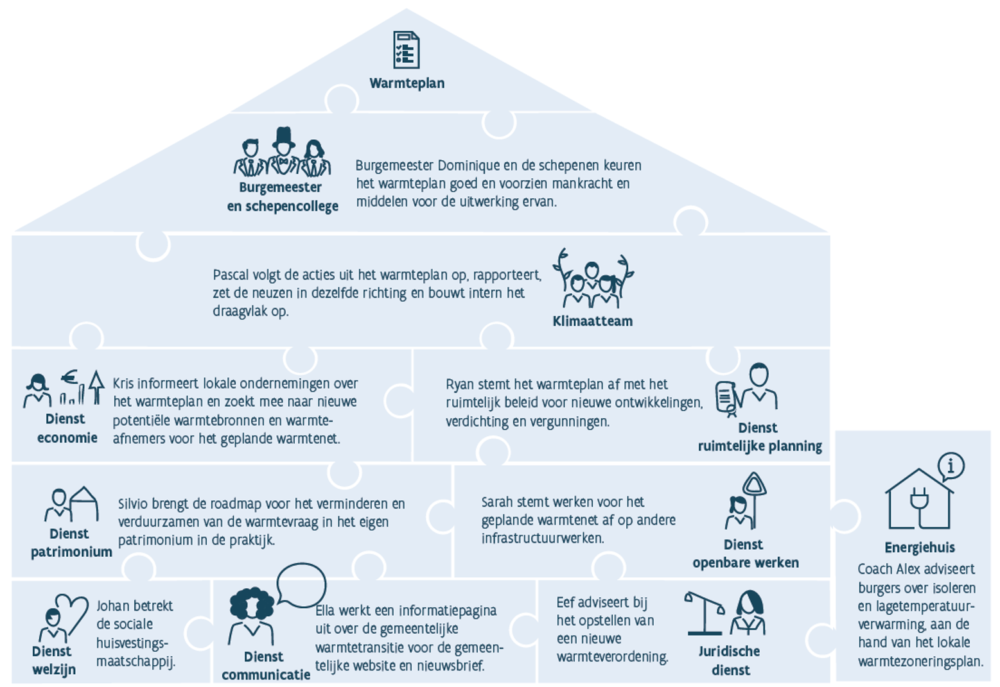 Warmteplan
Burgemeester
en schepencollege
Burgemeester Dominique en de schepenen keuren
het warmteplan goed en voorzien mankracht en
middelen voor de uitwerking ervan.
Pascal volgt de acties uit het warmteplan op, rapporteert,
zet de neuzen in dezelfde richting en bouwt intern het
draagvlak op.
Klimaatteam
Dienst
economie
Kris informeert lokale ondernemingen over
het warmteplan en zoekt mee naar nieuwe
potentiële warmtebronnen en warmte-
afnemers voor het geplande warmtenet.
Ryan stemt het warmteplan af met het
ruimtelijk beleid voor nieuwe ontwikkelingen,
verdichting en vergunningen.
Dienst
ruimtelijke planning
Dienst
patrimonium
Silvio brengt de roadmap voor het verminderen en
verduurzamen van de warmtevraag in het eigen
patrimonium in de praktijk.
Sarah stemt werken voor het
geplande warmtenet af op andere
infrastructuurwerken.
Dienst
openbare werken
Dienst
welzijn
Johan betrekt
de sociale
huisvestings-
maatschappij.
Dienst
communicatie
Ella werkt een informatiepagina
uit over de gemeentelijke
warmtetransitie voor de gemeen-
telijke website en nieuwsbrief.
Eef adviseert bij
het opstellen van
een nieuwe
warmteverordening.
Juridische
dienst
i
Energiehuis
Coach Alex adviseert
burgers over isoleren
en lagetemperatuur-
verwarming, aan de
hand van het lokale
warmtezoneringsplan.